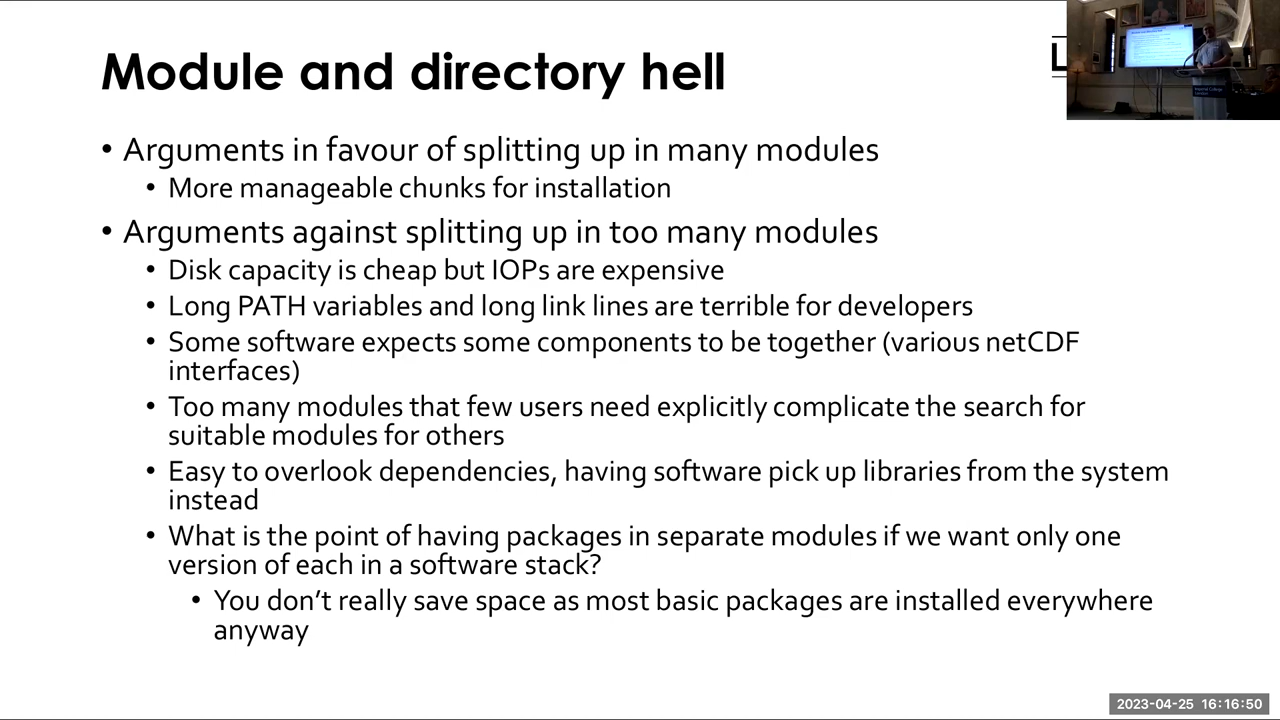 Module and directory hell
L
• Arguments in favour of splitting up in many modules
• More manageable chunks for installation
• Arguments against splitting up in too many modules
• Disk capacity is cheap but IOPs are expensive
• Long PATH variables and long link lines are terrible for developers
• Some software expects some components to be together (various netCDF
interfaces)
• Too many modules that few users need explicitly complicate the search for
suitable modules for others
• Easy to overlook dependencies, having software pick up libraries from the system
instead
• What is the point of having packages in separate modules if we want only one
version of each in a software stack?
• You don’t really save space as most basic packages are installed everywhere
anyway
Imperial College
London
2023-04-25 16:16:50